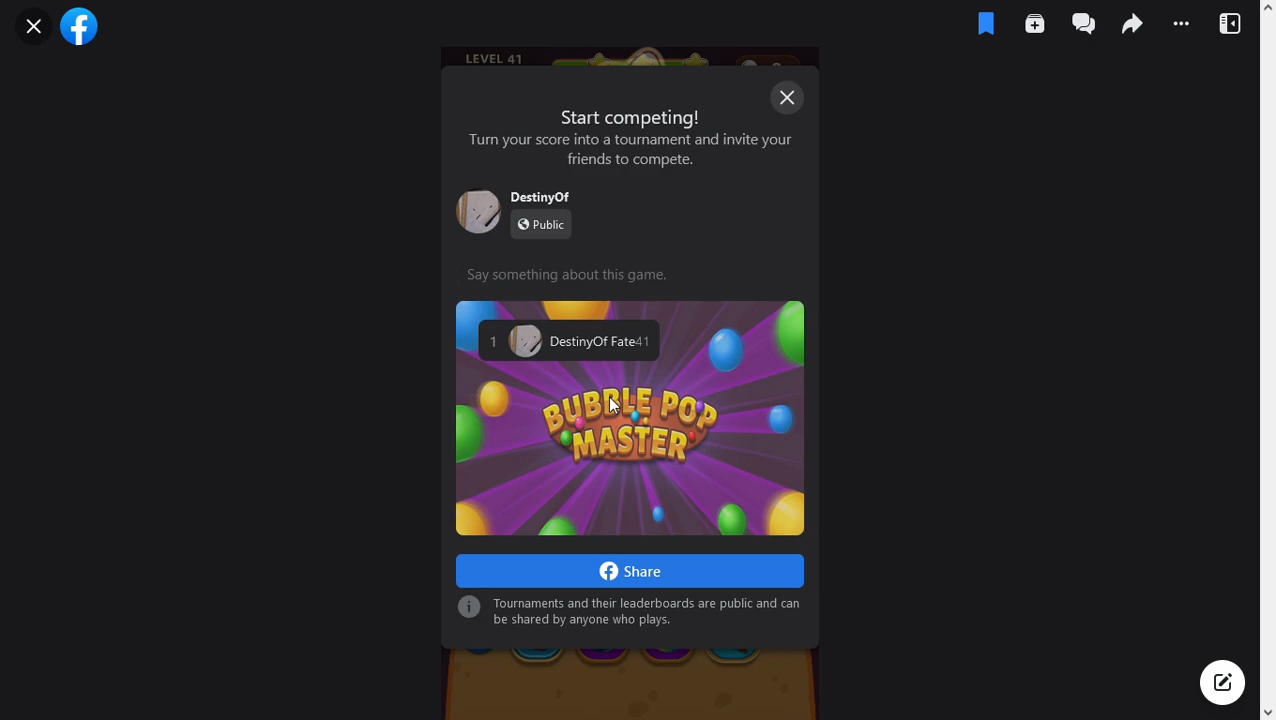 LEVEL 41
Start competing!
Turn your score into a tournament and invite your
friends to compete.
DestinyOf
Public
Say something about this game.
1 DestinyOf Fate41
BUBBLE POP
MASTER
Share
Tournaments and their leaderboards are public and can
be shared by anyone who plays.